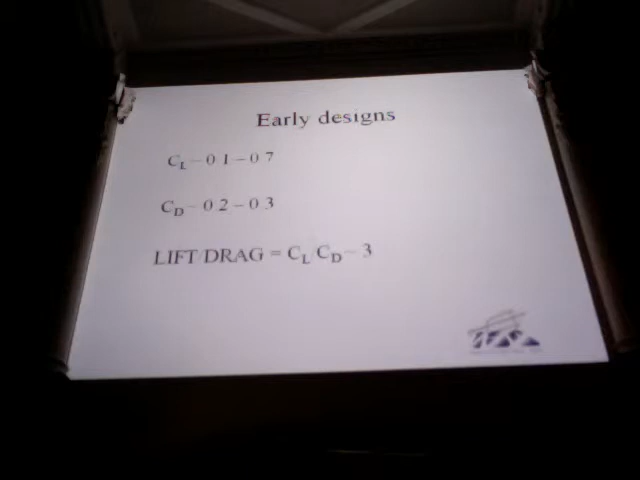 Early designs
CL ~ 0.1 – 0.7
CD ~ 0.2 – 0.3
LIFT/DRAG = CL/CD ~ 3